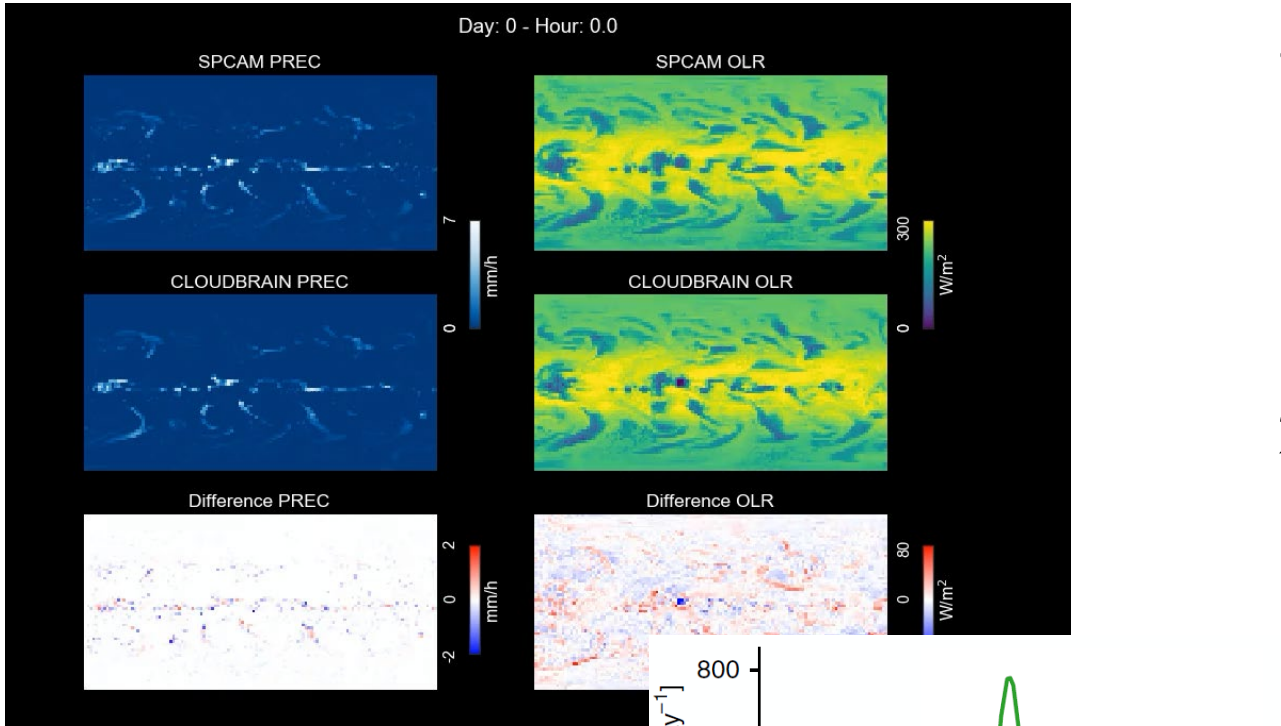 Day: 0 - Hour: 0.0
SPCAM PREC
SPCAM OLR
7
0
mm/h
300
0
W/m²
CLOUDBRAIN PREC
CLOUDBRAIN OLR
Difference PREC
Difference OLR
2
0
-2
mm/h
80
0
W/m²
800
y⁻¹]